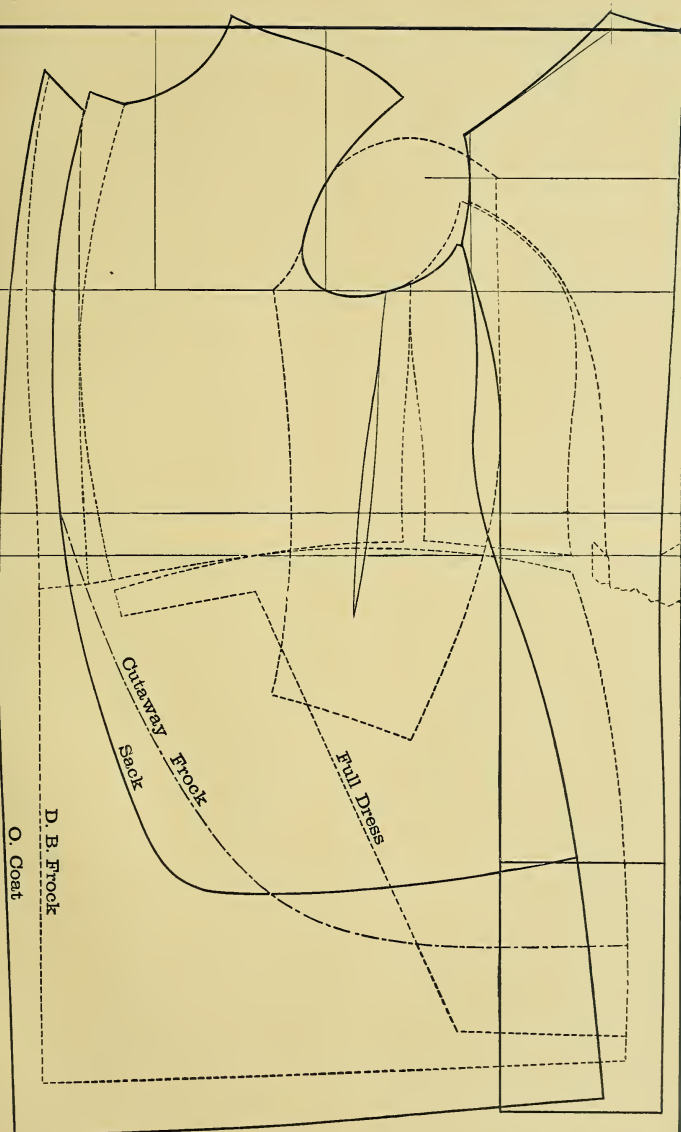 Cutaway Frock
Sack
Full Dress
D. B. Frock
O. Coat